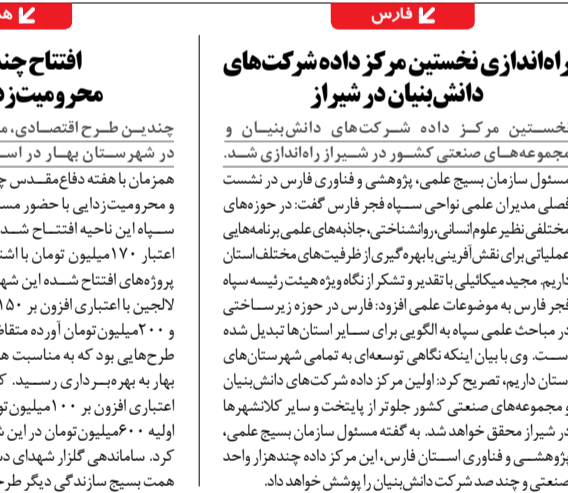 فارس
راه‌اندازی نخستین مرکز داده شرکت‌های
دانش‌بنیان در شیراز
نخستین مرکز داده شرکت‌های دانش‌بنیان و
مجموعه‌های صنعتی کشور در شیراز راه‌اندازی شد.
مسئول سازمان بسیج علمی، پژوهشی و فناوری فارس در نشست
فصلی مدیران علمی نواحی سپاه فجر فارس گفت: در حوزه‌های
مختلفی نظیر علوم انسانی، روانشناختی، جاذبه‌های علمی برنامه‌هایی
عملیاتی برای نقش‌آفرینی با بهره‌گیری از ظرفیت‌های مختلف استان
داریم. مجید میکائیلی با تقدیر و تشکر از نگاه ویژه هیئت رئیسه سپاه
فجر فارس به موضوعات علمی افزود: فارس در حوزه زیرساختی
در مباحث علمی سپاه به الگویی برای سایر استان‌ها تبدیل شده
است. وی با بیان اینکه نگاهی توسعه‌ای به تمامی شهرستان‌های
استان داریم، تصریح کرد: اولین مرکز داده شرکت‌های دانش‌بنیان
و مجموعه‌های صنعتی کشور جلوتر از پایتخت و سایر کلانشهرها
در شیراز محقق خواهد شد. به گفته مسئول سازمان بسیج علمی،
پژوهشی و فناوری استان فارس، این مرکز داده چندهزار واحد
صنعتی و چند صد شرکت دانش بنیان را پوشش خواهد داد.
افتتاح
چندین طرح اقتصادی،
در شهرستان بهار در
همزمان با هفته دفاع‌مقدس
و محرومیت‌زدایی با حضور
سپاه این ناحیه افتتاح شد
اعتبار ۱۷۰میلیون تومان با
پروژه‌های افتتاح شده این
لالجین با اعتباری افزون بر ۱۵۰
و ۲۰۰میلیون تومان آورده
طرح‌هایی بود که به مناسبت
بهار به بهره‌برداری رسید.
اعتباری افزون بر ۱۰۰میلیون
اولیه ۶۰۰میلیون‌تومان در این
کرد. ساماندهی گلزار شهدای
همت بسیج سازندگی دیگر